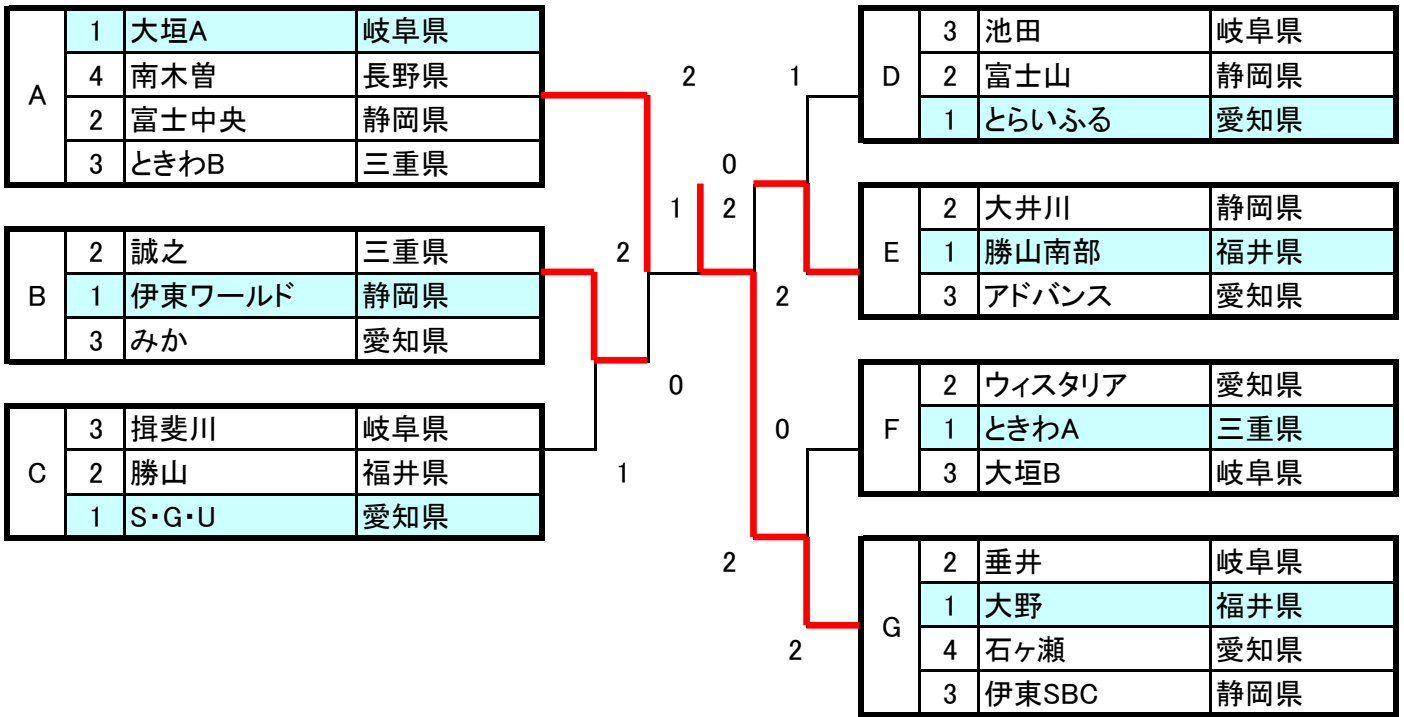 A
1 大垣A 岐阜県
4 南木曽 長野県
2 富士中央 静岡県
3 ときわB 三重県
B
2 誠之 三重県
1 伊東ワールド 静岡県
3 みか 愛知県
C
3 揖斐川 岐阜県
2 勝山 福井県
1 S・G・U 愛知県
2
1
0
1
2
2
2
0
0
1
2
2
D
3 池田 岐阜県
2 富士山 静岡県
1 とらいふる 愛知県
E
2 大井川 静岡県
1 勝山南部 福井県
3 アドバンス 愛知県
F
2 ウィスタリア 愛知県
1 ときわA 三重県
3 大垣B 岐阜県
G
2 垂井 岐阜県
1 大野 福井県
4 石ヶ瀬 愛知県
3 伊東SBC 静岡県